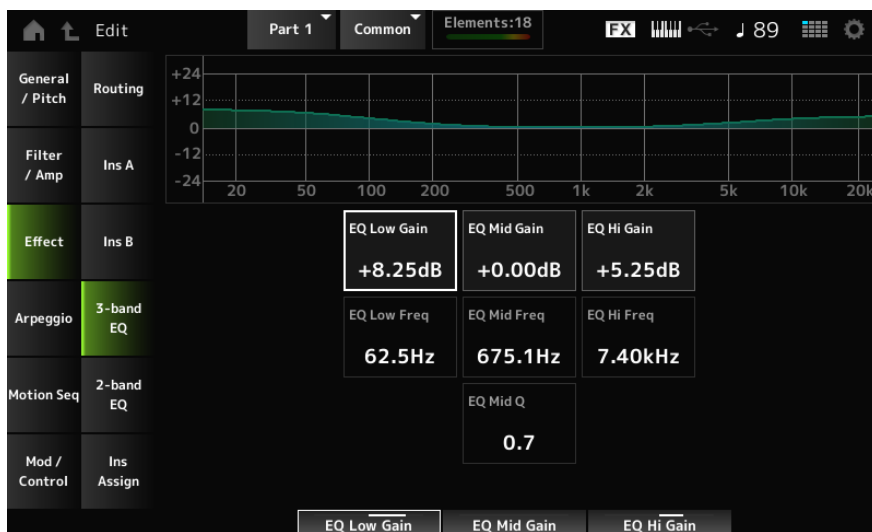 Edit
Part 1
Common
Elements:18
FX
♩ 89
General
/ Pitch
Filter
/ Amp
Effect
Arpeggio
Motion Seq
Mod /
Control
Routing
Ins A
Ins B
3-band
EQ
2-band
EQ
Ins
Assign
+24
+12
0
-12
-24
20 50 100 200 500 1k 2k 5k 10k 20k
EQ Low Gain EQ Mid Gain EQ Hi Gain
+8.25dB +0.00dB +5.25dB
EQ Low Freq EQ Mid Freq EQ Hi Freq
62.5Hz 675.1Hz 7.40kHz
EQ Mid Q
0.7
EQ Low Gain EQ Mid Gain EQ Hi Gain